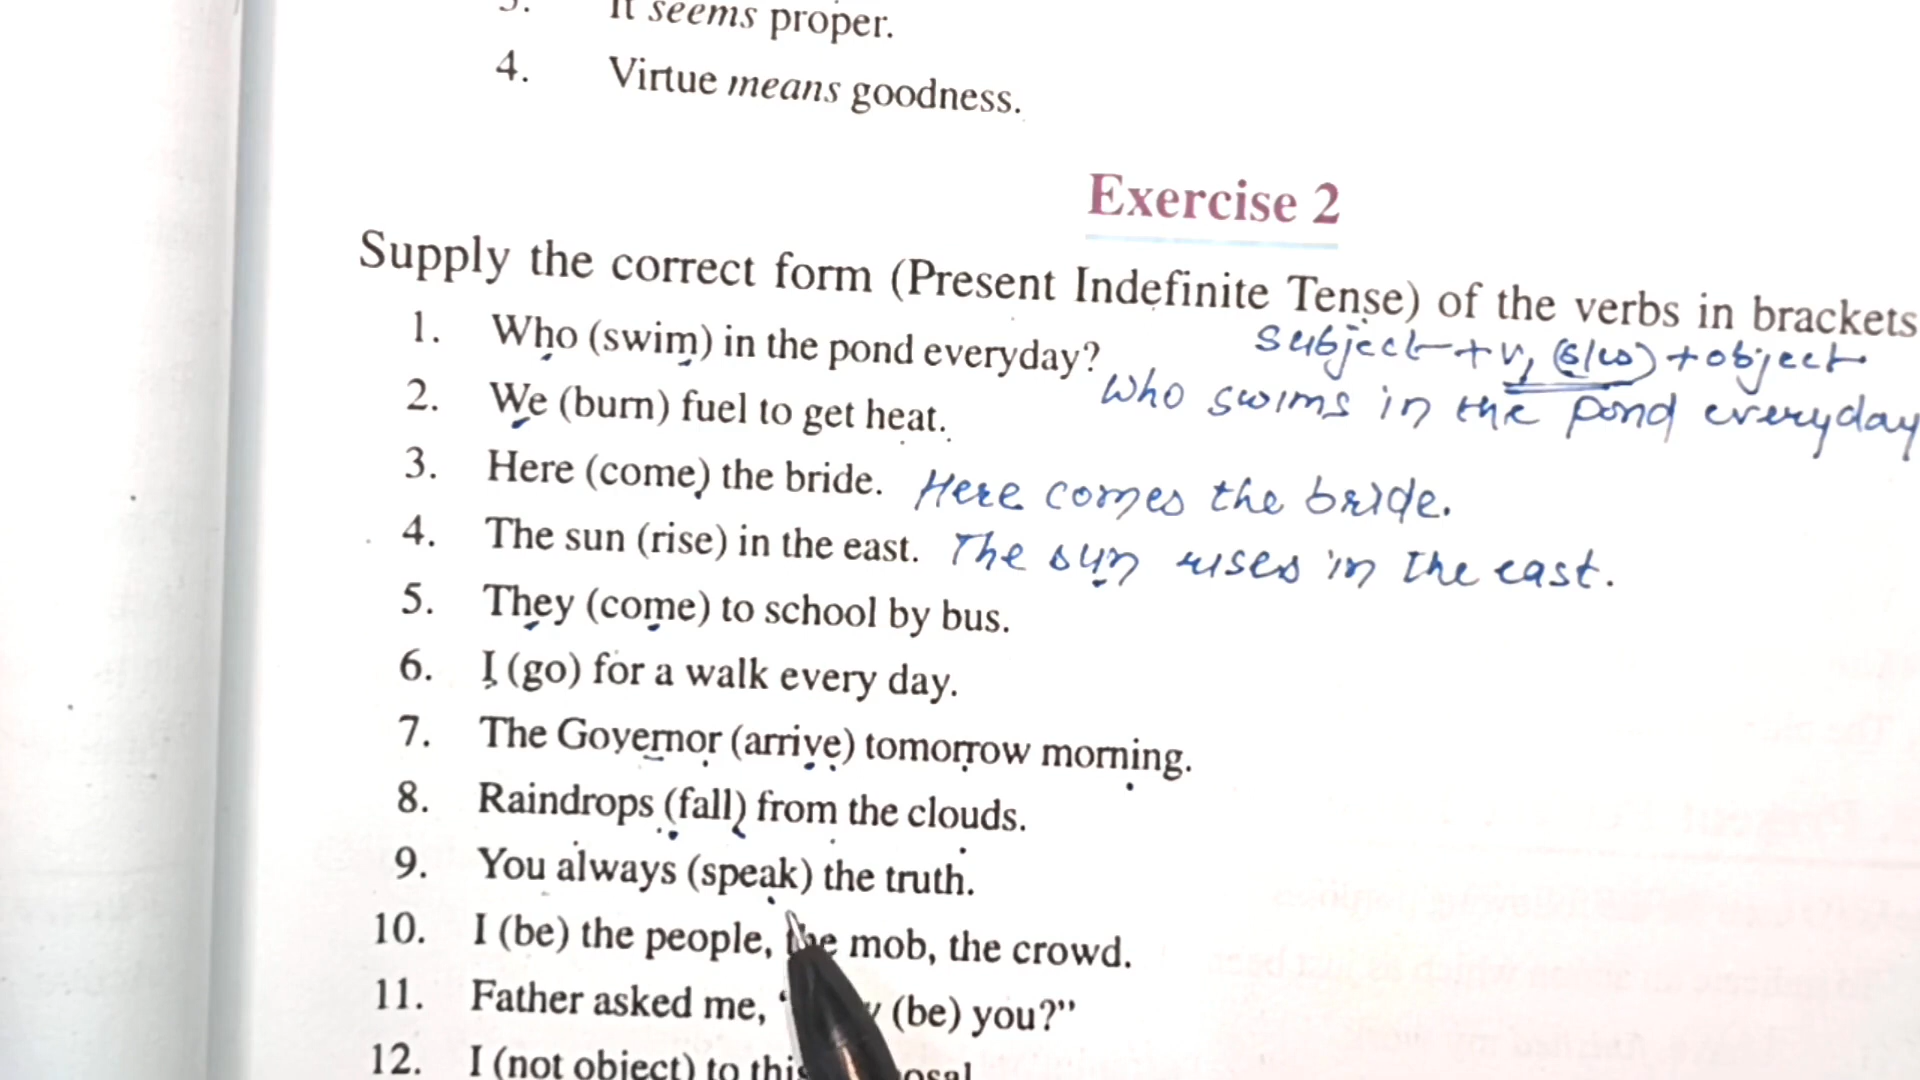 3. It seems proper.
4. Virtue means goodness.
Exercise 2
Supply the correct form (Present Indefinite Tense) of the verbs in brackets
1. Who (swim) in the pond everyday? subject + v, (s/es) + object
Who swims in the pond everyday
2. We (burn) fuel to get heat.
3. Here (come) the bride. Here comes the bride.
4. The sun (rise) in the east. The sun rises in the east.
5. They (come) to school by bus.
6. I (go) for a walk every day.
7. The Governor (arrive) tomorrow morning.
8. Raindrops (fall) from the clouds.
9. You always (speak) the truth.
10. I (be) the people, the mob, the crowd.
11. Father asked me, (be) you?”
12. I (not object) to this